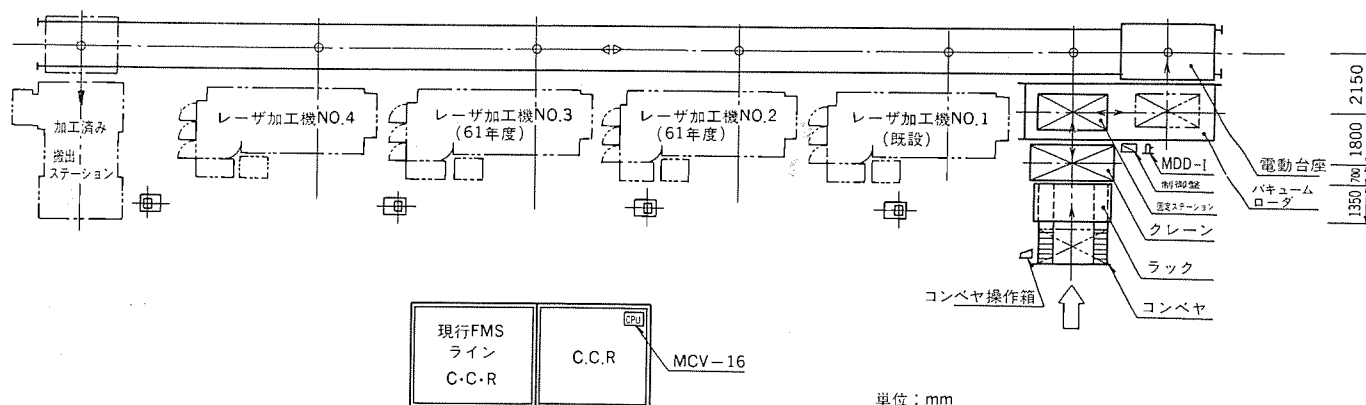 加工済み
搬出
ステーション
レーザ加工機NO.4
レーザ加工機NO.3
(61年度)
レーザ加工機NO.2
(61年度)
レーザ加工機NO.1
(既設)
MDD-I
制御盤
固定ステーション
クレーン
ラック
コンベヤ
コンベヤ操作箱
電動台座
バキューム
ローダ
2150
1800
700
1350
現行FMS
ライン
C・C・R
C.C.R
CPU
MCV-16
単位；mm